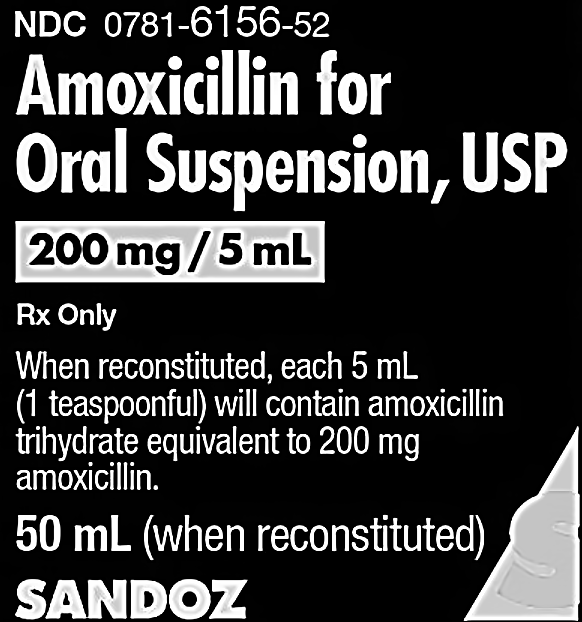 NDC 0781-6156-52
Amoxicillin for
Oral Suspension, USP
200 mg / 5 mL
Rx Only
When reconstituted, each 5 mL
(1 teaspoonful) will contain amoxicillin
trihydrate equivalent to 200 mg
amoxicillin.
50 mL (when reconstituted)
SANDOZ
S